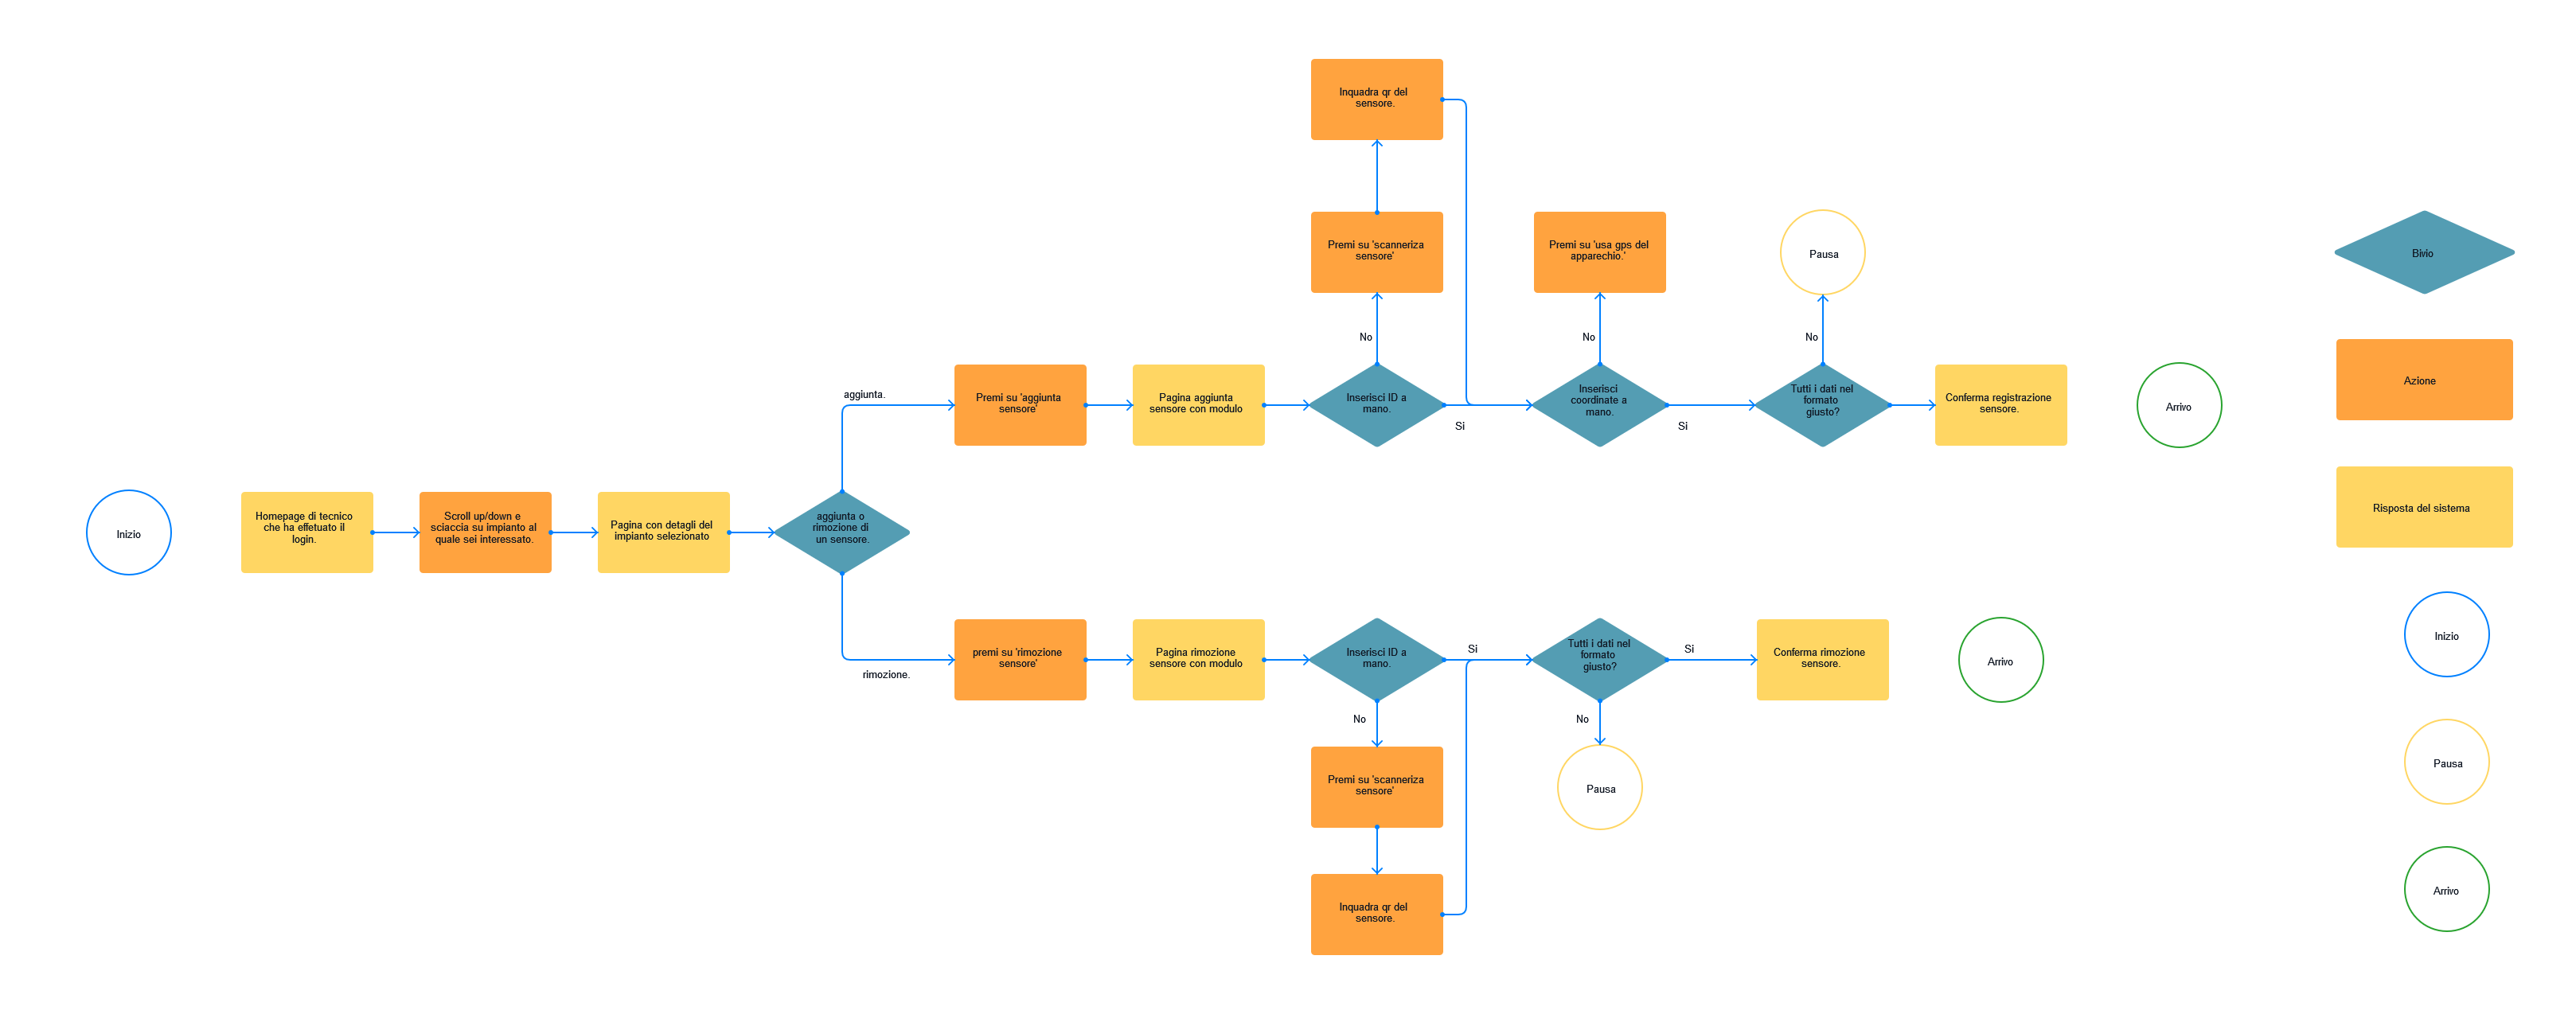 Inizio
Homepage di tecnico
che ha effetuato il
login.
Scroll up/down e
sciaccia su impianto al
quale sei interessato.
Pagina con detagli del
impianto selezionato
aggiunta o
rimozione di
un sensore.
aggiunta.
Premi su 'aggiunta
sensore'
Pagina aggiunta
sensore con modulo
Inserisci ID a
mano.
No
Premi su 'scanneriza
sensore'
Inquadra qr del
sensore.
Si
Inserisci
coordinate a
mano.
No
Premi su 'usa gps del
apparechio.'
Si
Tutti i dati nel
formato
giusto?
No
Pausa
Conferma registrazione
sensore.
Arrivo
rimozione.
premi su 'rimozione
sensore'
Pagina rimozione
sensore con modulo
Inserisci ID a
mano.
No
Premi su 'scanneriza
sensore'
Inquadra qr del
sensore.
Si
Tutti i dati nel
formato
giusto?
No
Pausa
Si
Conferma rimozione
sensore.
Arrivo
Bivio
Azione
Risposta del sistema
Inizio
Pausa
Arrivo